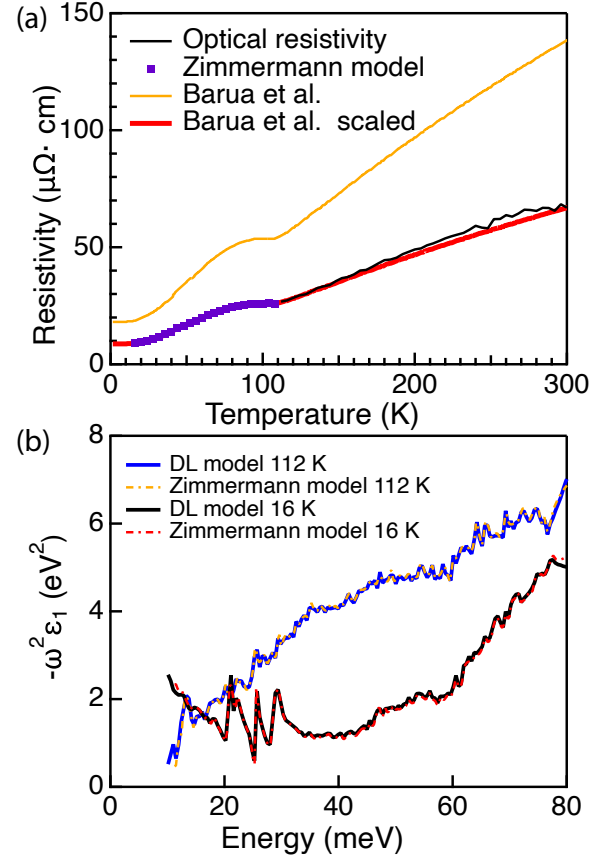 (a)
150
100
50
0
Resistivity (μΩ· cm)
Optical resistivity
Zimmermann model
Barua et al.
Barua et al. scaled
0
100
200
300
Temperature (K)
(b)
8
6
4
2
0
-ω² ε₁ (eV²)
DL model 112 K
Zimmermann model 112 K
DL model 16 K
Zimmermann model 16 K
0
20
40
60
80
Energy (meV)